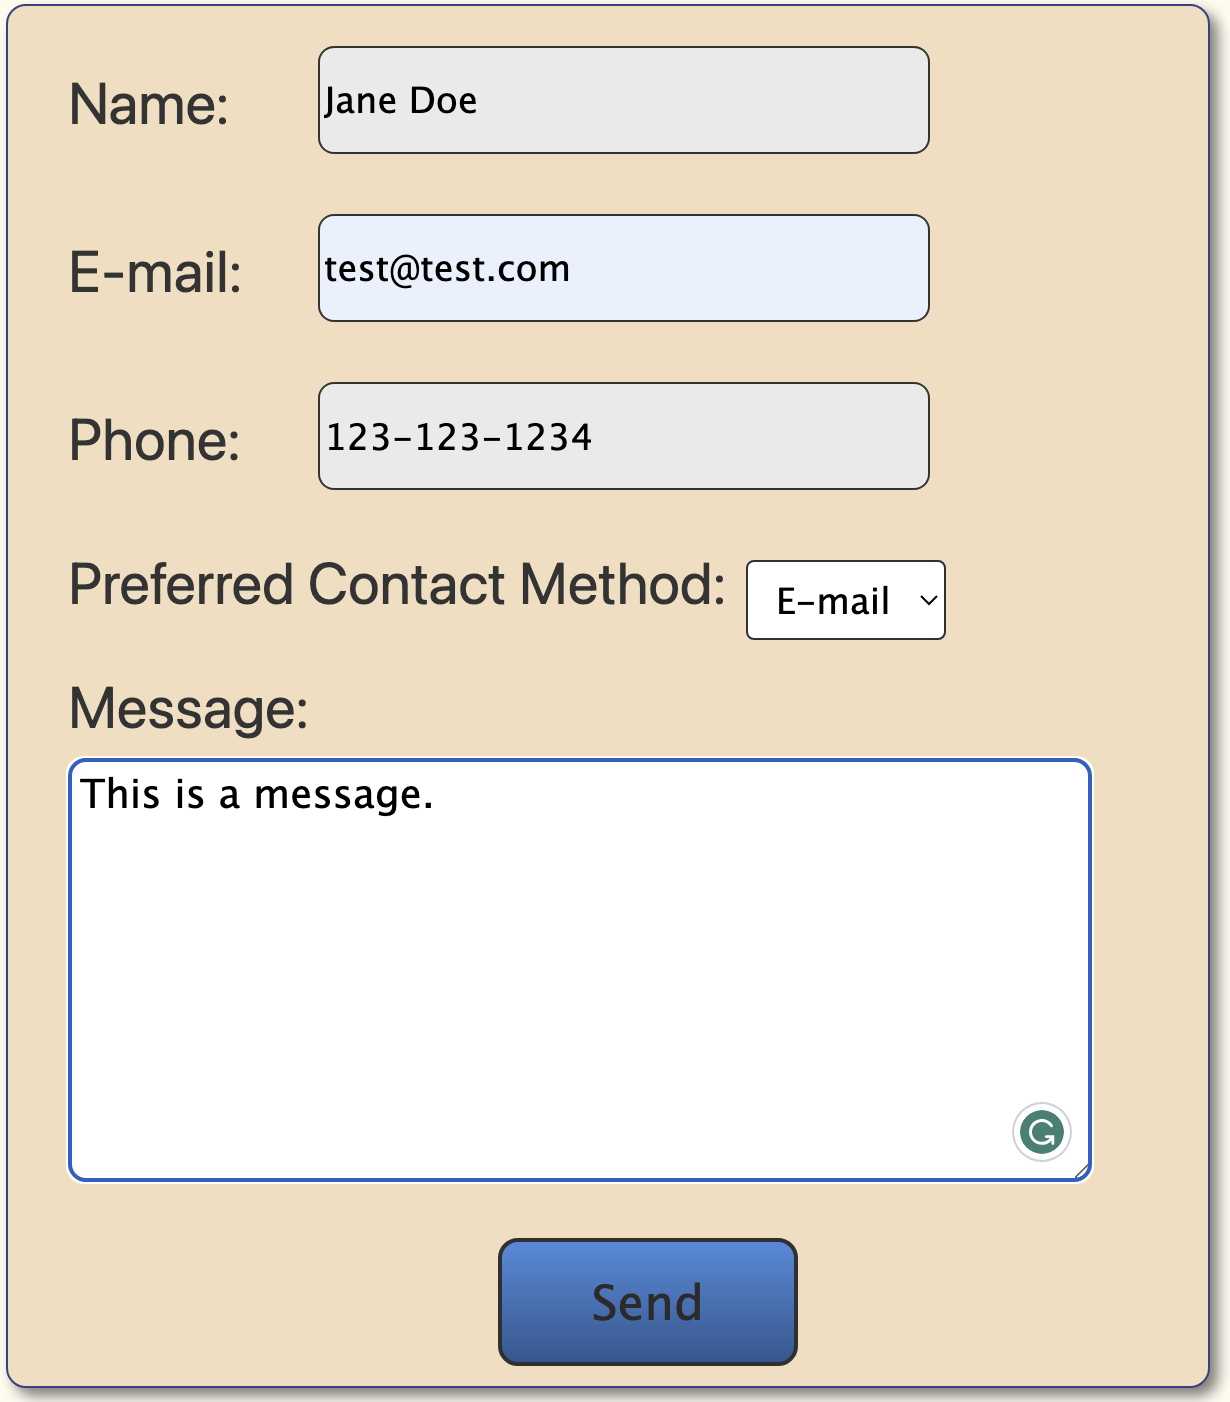 Name: Jane Doe
E-mail: test@test.com
Phone: 123-123-1234
Preferred Contact Method: E-mail
Message:
This is a message.
Send